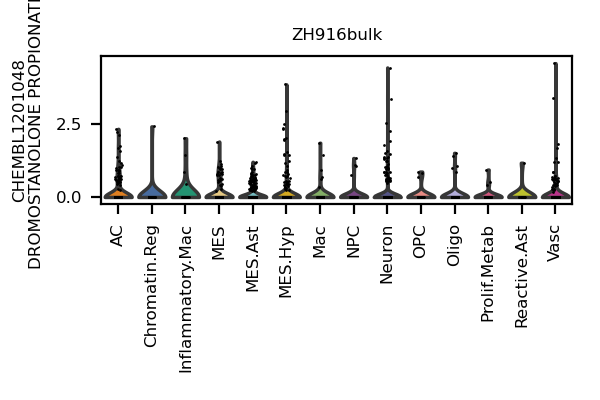 ZH916bulk
CHEMBL1201048
DROMOSTANOLONE PROPIONAT
2.5
0.0
AC
Chromatin.Reg
Inflammatory.Mac
MES
MES.Ast
MES.Hyp
Mac
NPC
Neuron
OPC
Oligo
Prolif.Metab
Reactive.Ast
Vasc